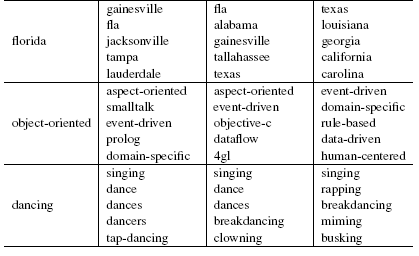 gainesville fla texas
fla alabama louisiana
florida jacksonville gainesville georgia
tampa tallahassee california
lauderdale texas carolina
aspect-oriented aspect-oriented event-driven
smalltalk event-driven domain-specific
object-oriented event-driven objective-c rule-based
prolog dataflow data-driven
domain-specific 4gl human-centered
singing singing singing
dance dance rapping
dancing dances dances breakdancing
dancers breakdancing miming
tap-dancing clowning busking